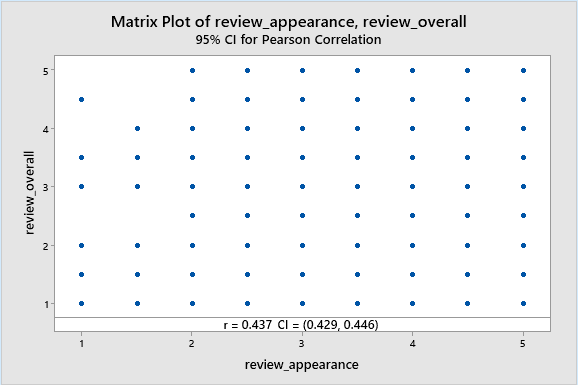 Matrix Plot of review_appearance, review_overall
95% CI for Pearson Correlation
review_overall
5
4
3
2
1
r = 0.437 CI = (0.429, 0.446)
1 2 3 4 5
review_appearance